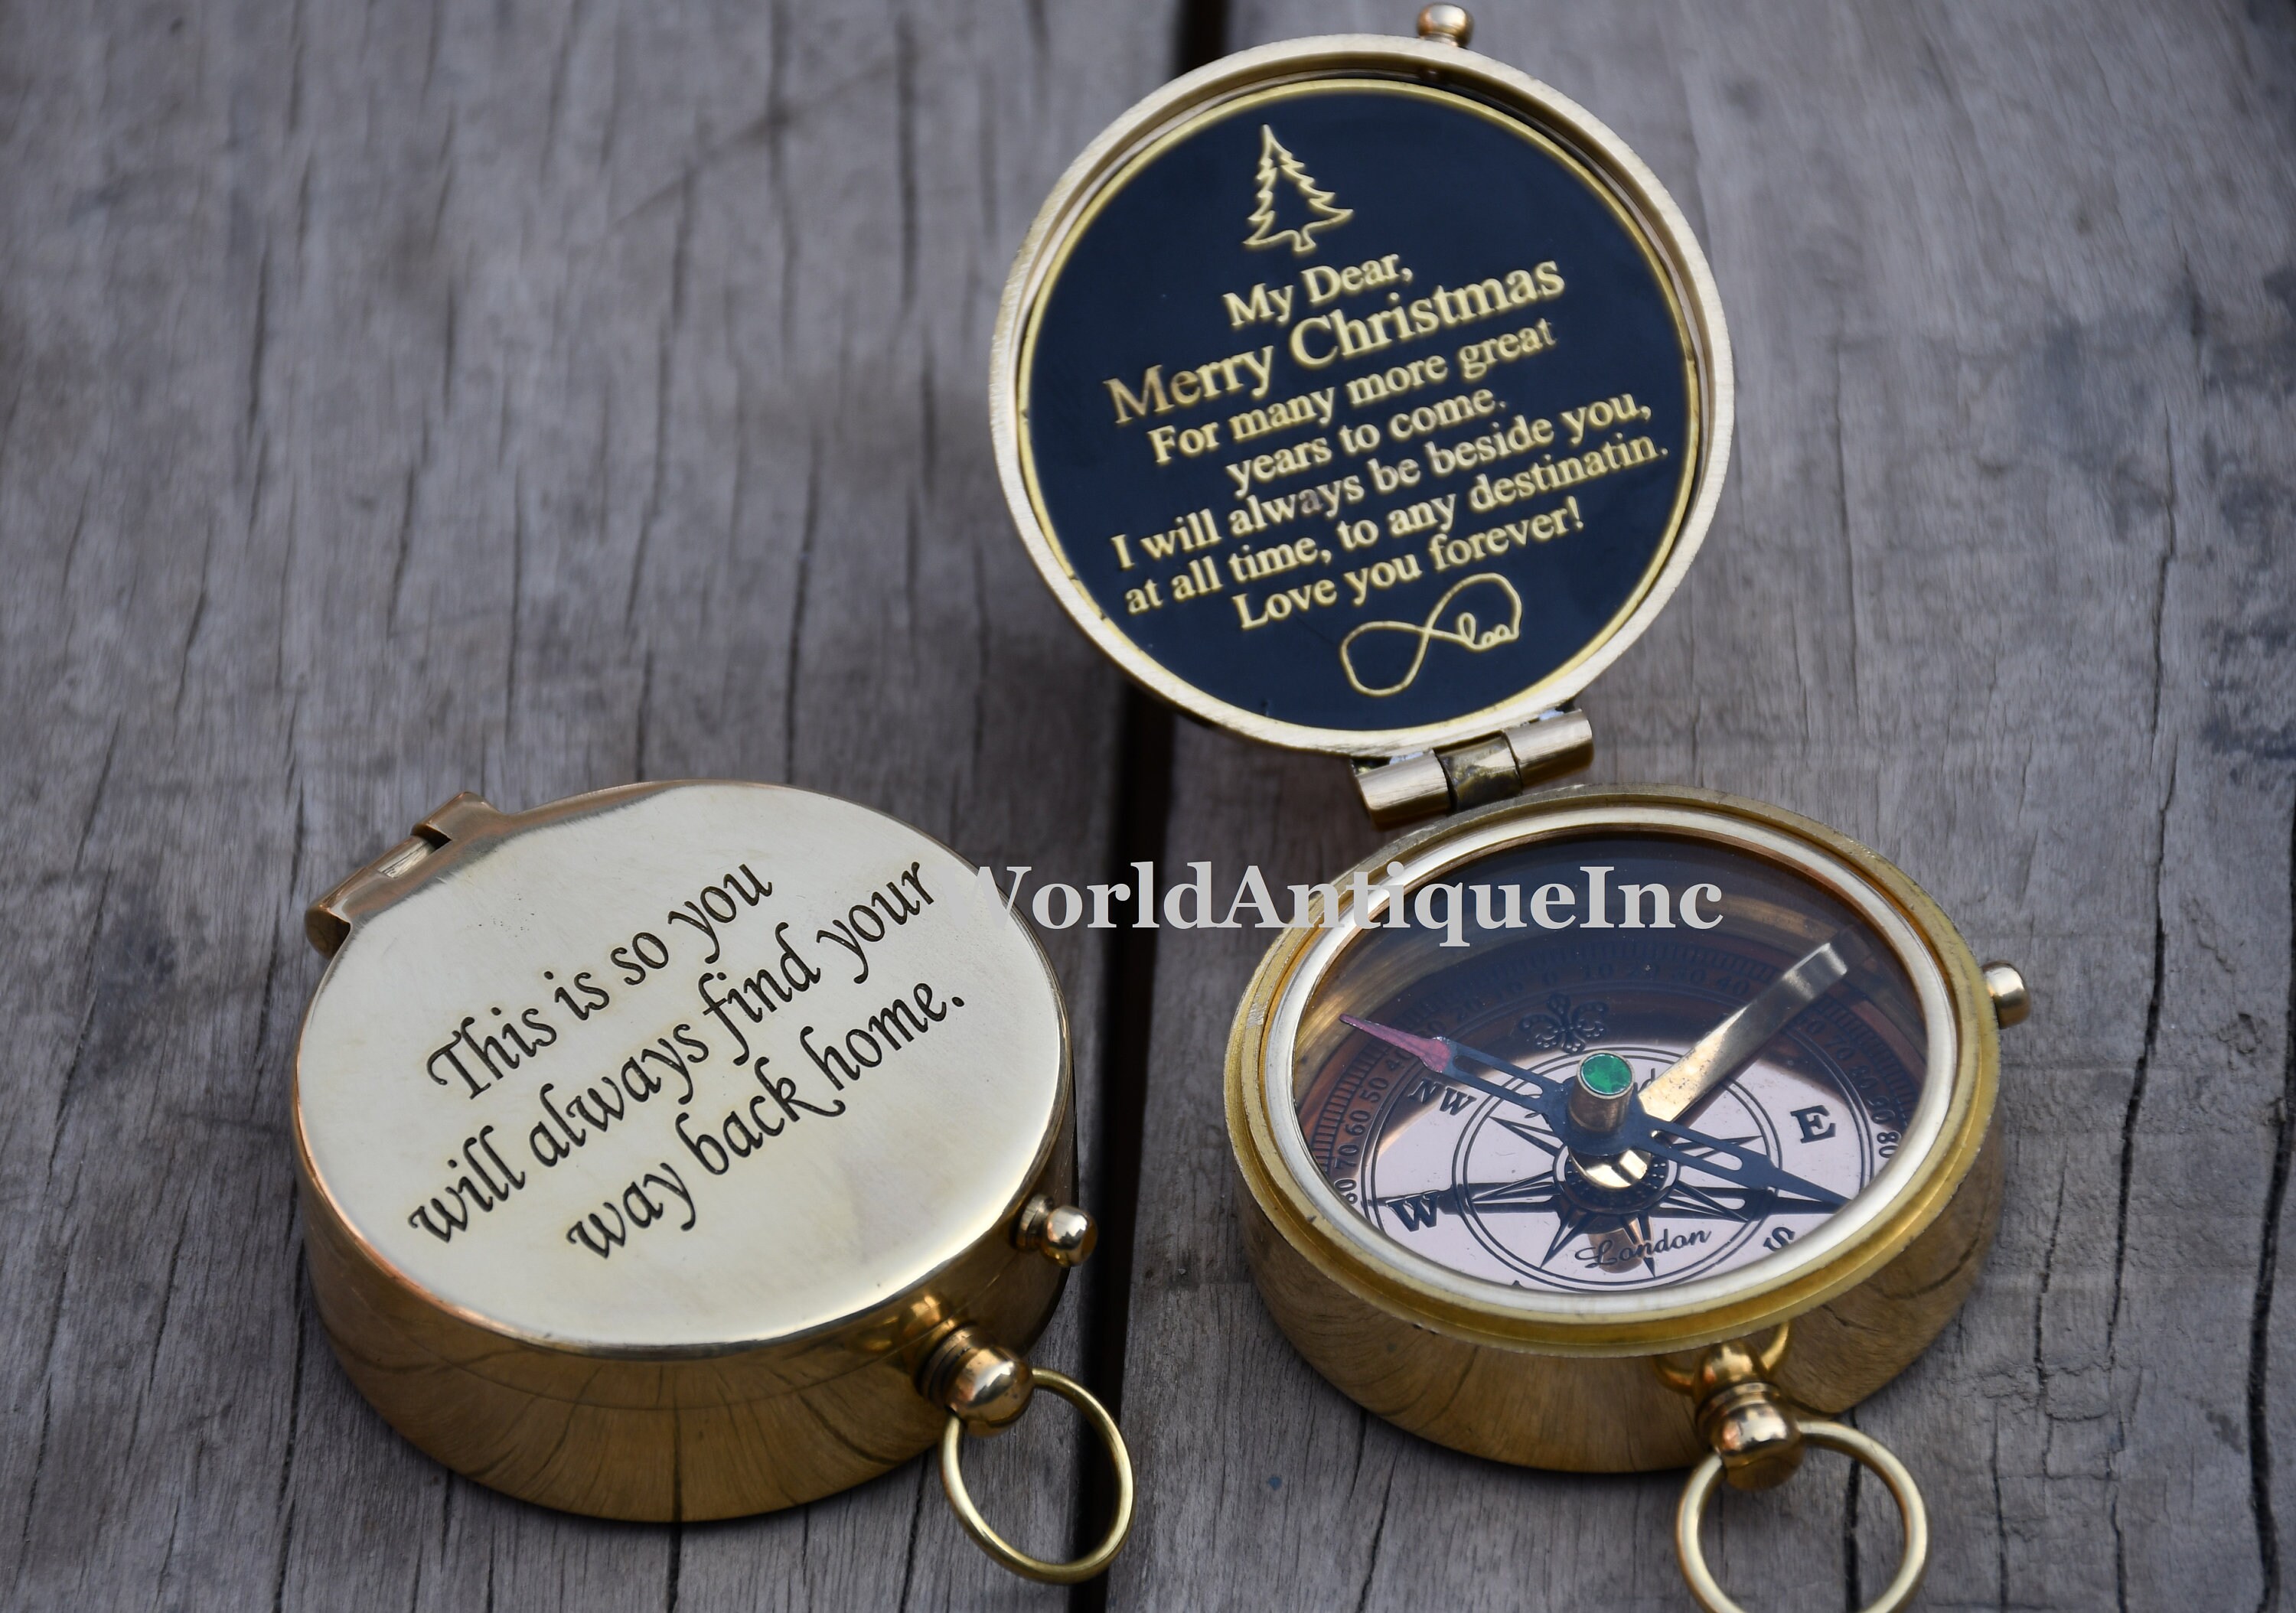 This is so you
will always find your
way back home.
My Dear,
Merry Christmas
For many more great
years to come.
I will always be beside you,
at all time, to any destinatin.
Love you forever!
WorldAntiqueInc
NW
E
W
S
London